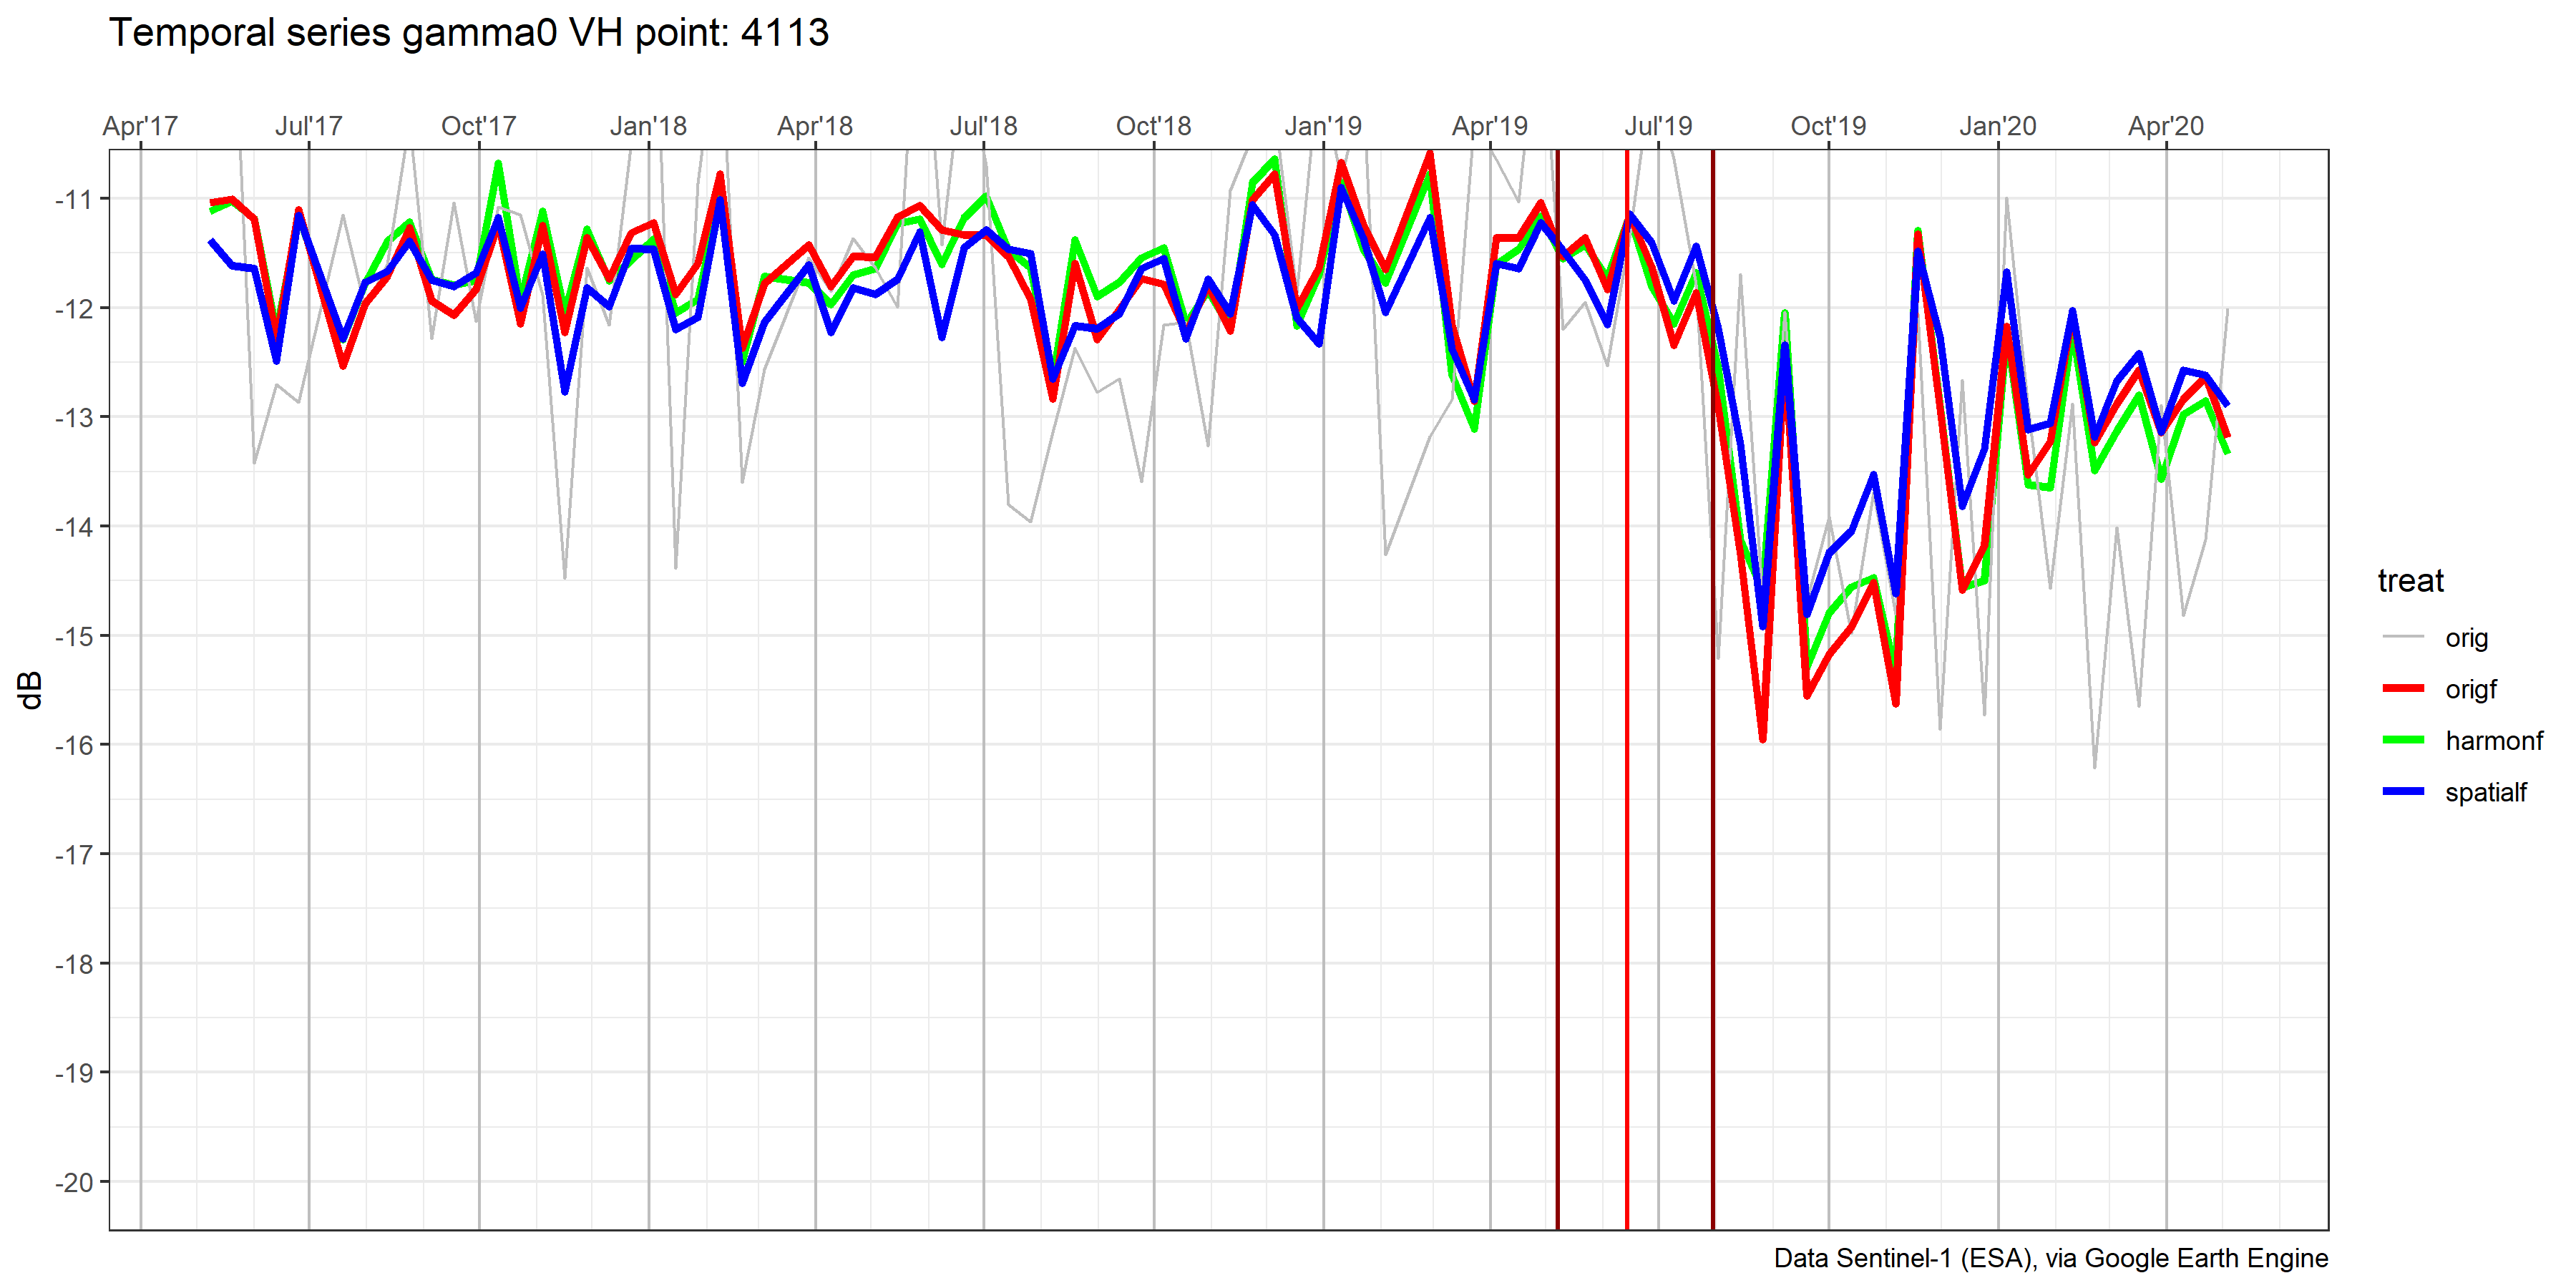 Temporal series gamma0 VH point: 4113
Apr'17 Jul'17 Oct'17 Jan'18 Apr'18 Jul'18 Oct'18 Jan'19 Apr'19 Jul'19 Oct'19 Jan'20 Apr'20
-11
-12
-13
-14
-15
-16
-17
-18
-19
-20
dB
treat
orig
origf
harmonf
spatialf
Data Sentinel-1 (ESA), via Google Earth Engine